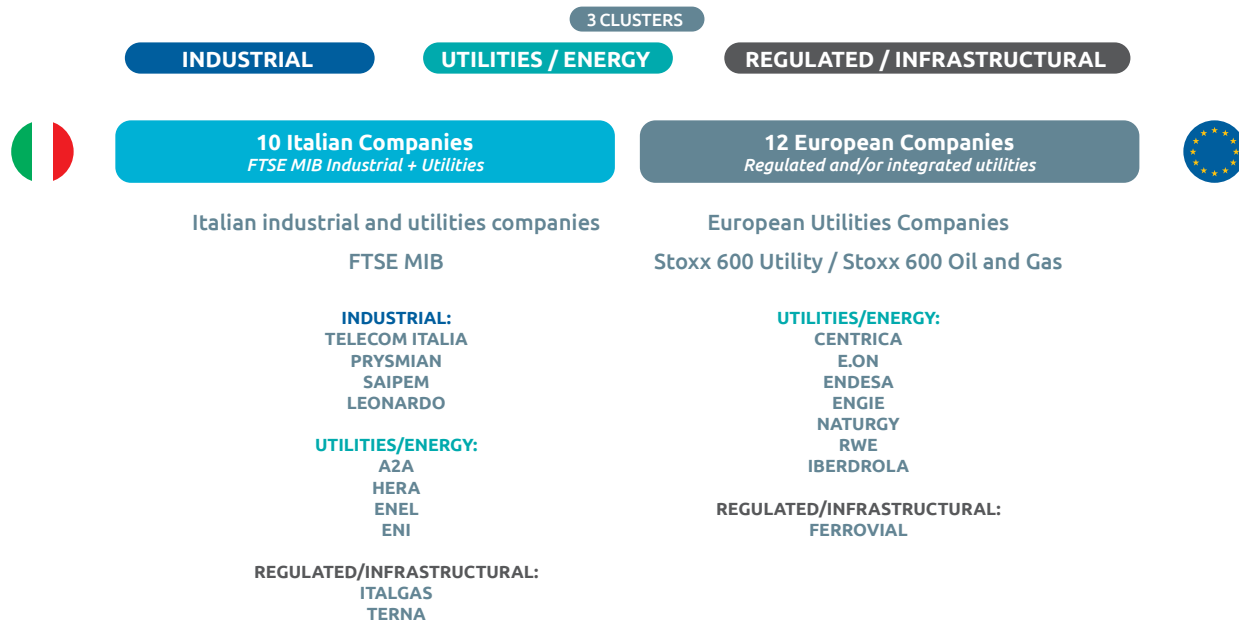 3 CLUSTERS
INDUSTRIAL
UTILITIES / ENERGY
REGULATED / INFRASTRUCTURAL
10 Italian Companies
FTSE MIB Industrial + Utilities
12 European Companies
Regulated and/or integrated utilities
Italian industrial and utilities companies
FTSE MIB
INDUSTRIAL:
TELECOM ITALIA
PRYSMIAN
SAIPEM
LEONARDO
UTILITIES/ENERGY:
A2A
HERA
ENEL
ENI
REGULATED/INFRASTRUCTURAL:
ITALGAS
TERNA
European Utilities Companies
Stoxx 600 Utility / Stoxx 600 Oil and Gas
UTILITIES/ENERGY:
CENTRICA
E.ON
ENDESA
ENGIE
NATURGY
RWE
IBERDROLA
REGULATED/INFRASTRUCTURAL:
FERROVIAL